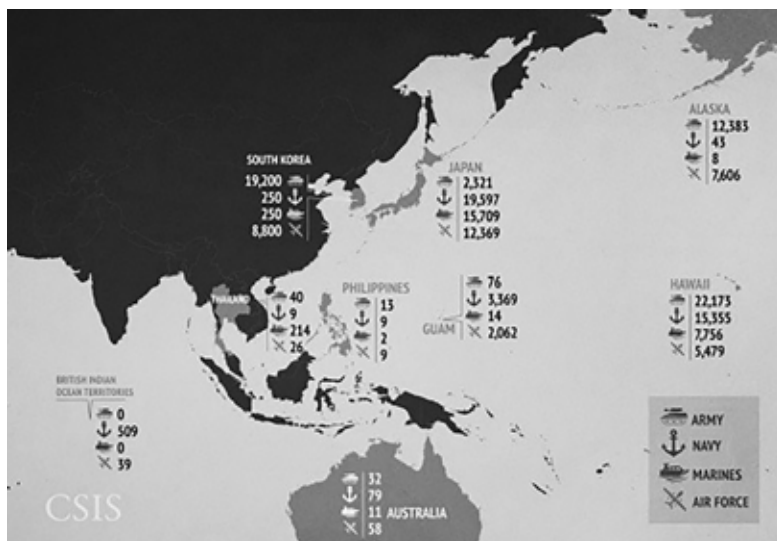 ALASKA
12,383
43
8
7,606
SOUTH KOREA
19,200
250
250
8,800
JAPAN
2,321
19,597
15,709
12,369
THAILAND
40
9
214
26
PHILIPPINES
13
9
2
9
GUAM
76
3,369
14
2,062
HAWAII
22,173
15,355
7,756
5,479
BRITISH INDIAN
OCEAN TERRITORIES
0
509
0
39
AUSTRALIA
32
79
11
58
ARMY
NAVY
MARINES
AIR FORCE
CSIS